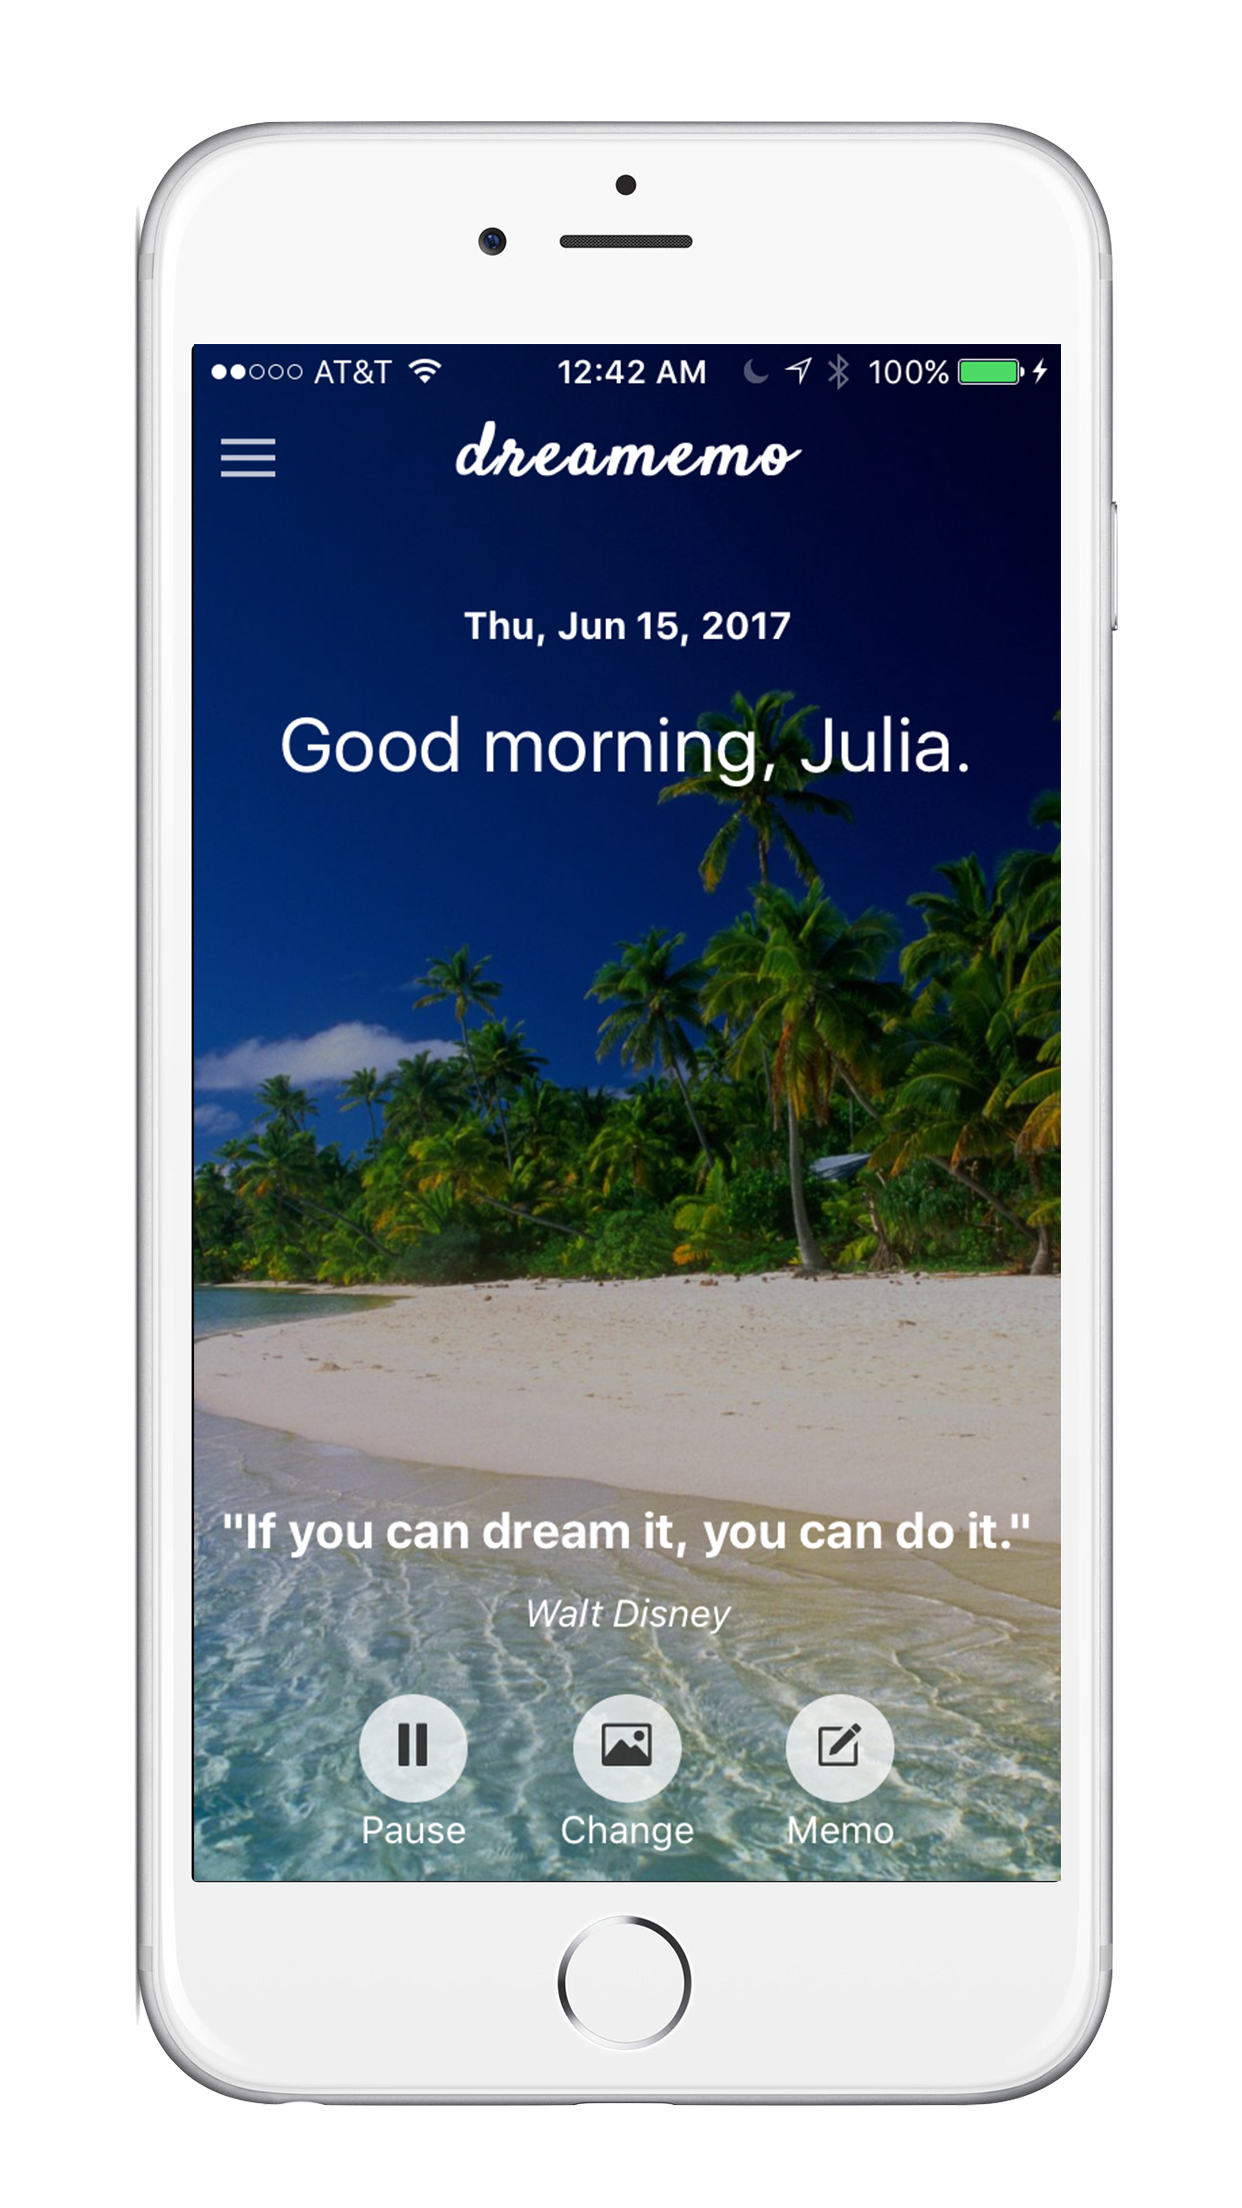 AT&T 12:42 AM 100%
dreamemo
Thu, Jun 15, 2017
Good morning, Julia.
"If you can dream it, you can do it."
Walt Disney
Pause Change Memo